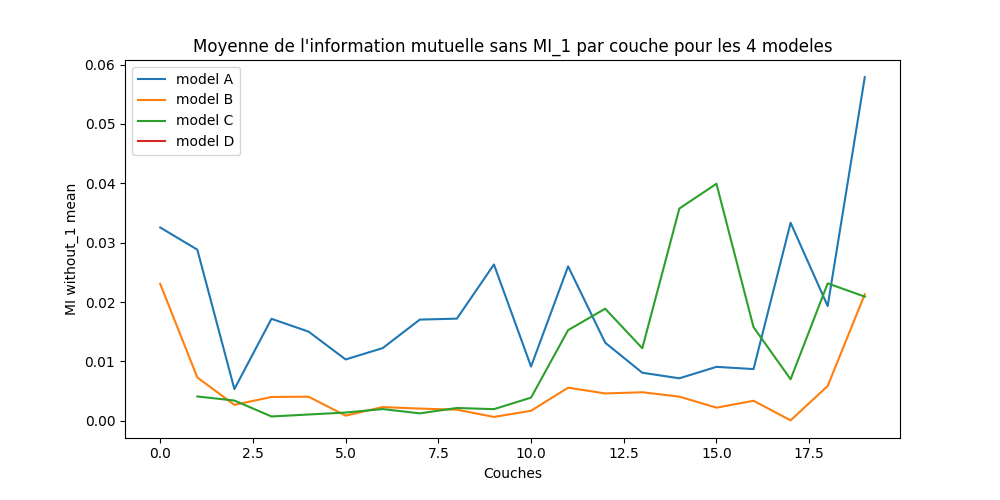 Moyenne de l'information mutuelle sans MI_1 par couche pour les 4 modeles
model A
model B
model C
model D
MI without_1 mean
0.06
0.05
0.04
0.03
0.02
0.01
0.00
0.0 2.5 5.0 7.5 10.0 12.5 15.0 17.5
Couches